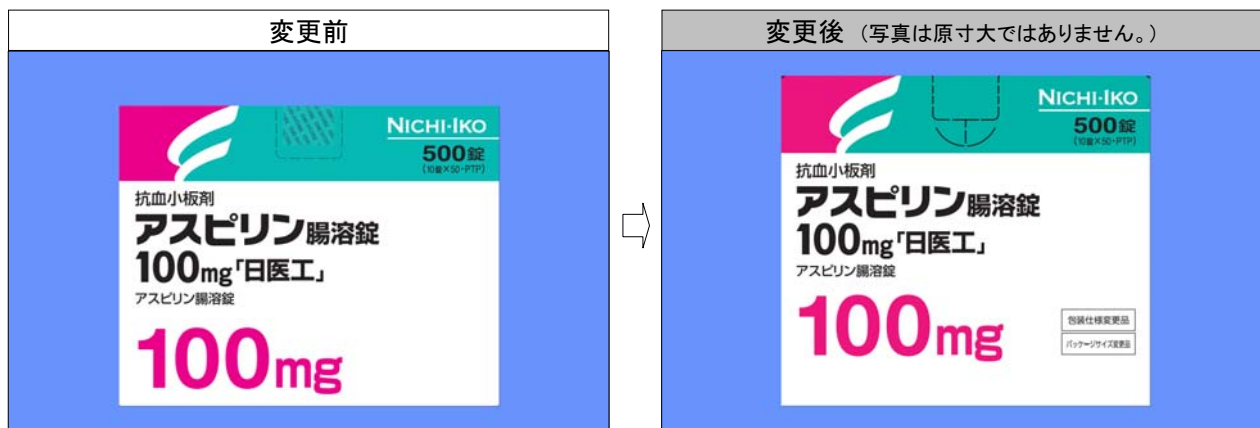 変更前
NICHI-IKO
500錠
(10錠×50・PTP)
抗血小板剤
アスピリン腸溶錠
100mg「日医工」
アスピリン腸溶錠
100mg
変更後 (写真は原寸大ではありません。)
NICHI-IKO
500錠
(10錠×50・PTP)
抗血小板剤
アスピリン腸溶錠
100mg「日医工」
アスピリン腸溶錠
100mg
包装仕様変更品
パッケージサイズ変更品